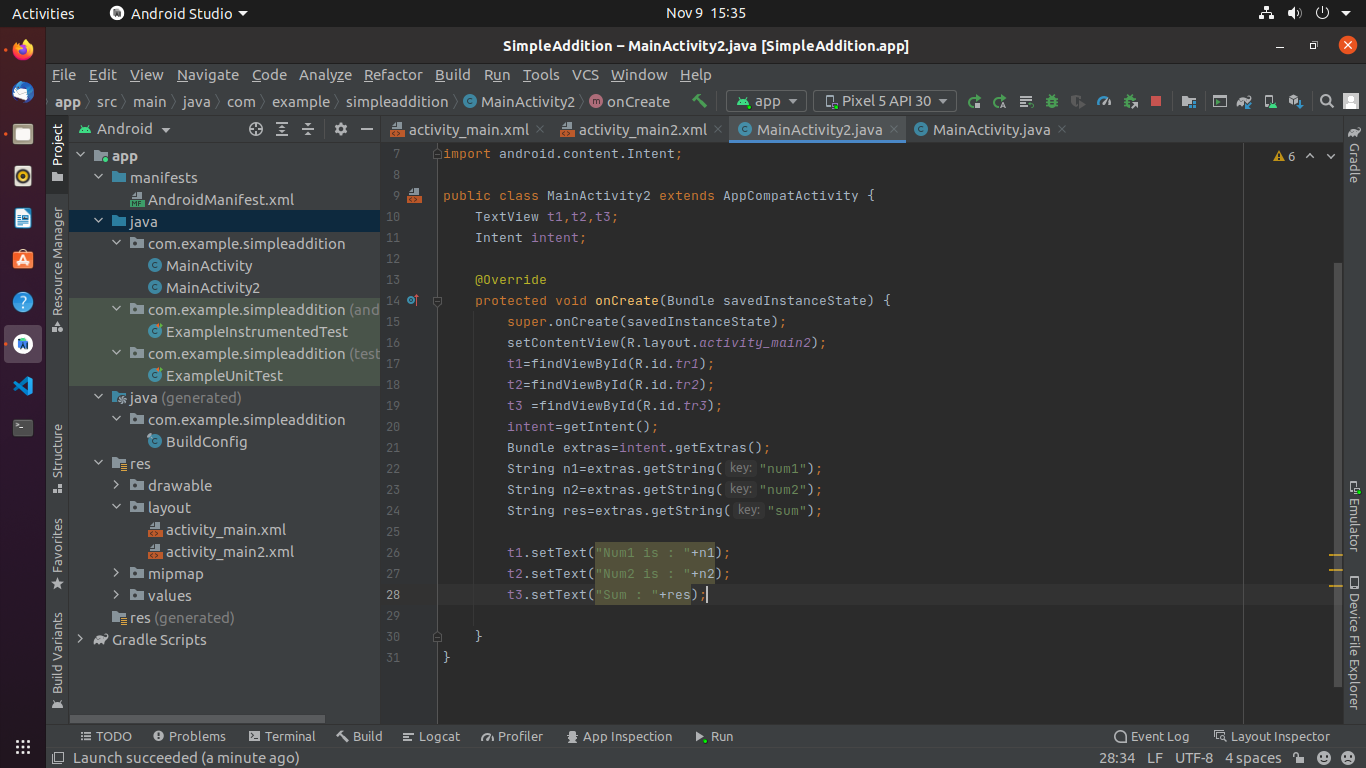 Activities Android Studio Nov 9 15:35
SimpleAddition – MainActivity2.java [SimpleAddition.app]
File Edit View Navigate Code Analyze Refactor Build Run Tools VCS Window Help
app src main java com example simpleaddition MainActivity2 onCreate app Pixel 5 API 30
Project
Resource Manager
Structure
Favorites
Build Variants
Android
app
manifests
AndroidManifest.xml
java
com.example.simpleaddition
MainActivity
MainActivity2
com.example.simpleaddition (and
ExampleInstrumentedTest
com.example.simpleaddition (test
ExampleUnitTest
java (generated)
com.example.simpleaddition
BuildConfig
res
drawable
layout
activity_main.xml
activity_main2.xml
mipmap
values
res (generated)
Gradle Scripts
activity_main.xml activity_main2.xml MainActivity2.java MainActivity.java
6
7 import android.content.Intent;
8
9 public class MainActivity2 extends AppCompatActivity {
10 TextView t1,t2,t3;
11 Intent intent;
12
13 @Override
14 protected void onCreate(Bundle savedInstanceState) {
15 super.onCreate(savedInstanceState);
16 setContentView(R.layout.activity_main2);
17 t1=findViewById(R.id.tr1);
18 t2=findViewById(R.id.tr2);
19 t3 =findViewById(R.id.tr3);
20 intent=getIntent();
21 Bundle extras=intent.getExtras();
22 String n1=extras.getString( key: "num1");
23 String n2=extras.getString( key: "num2");
24 String res=extras.getString( key: "sum");
25
26 t1.setText("Num1 is : "+n1);
27 t2.setText("Num2 is : "+n2);
28 t3.setText("Sum : "+res);
29
30 }
31 }
Gradle
Emulator
Device File Explorer
TODO Problems Terminal Build Logcat Profiler App Inspection Run Event Log Layout Inspector
Launch succeeded (a minute ago) 28:34 LF UTF-8 4 spaces